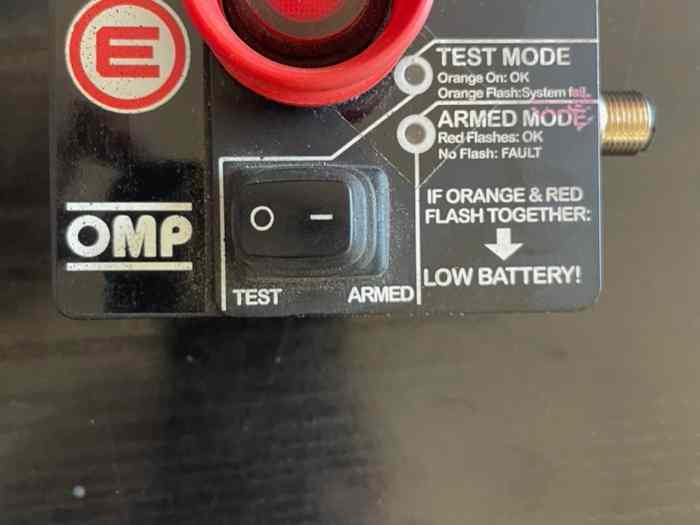 E
TEST MODE
Orange On: OK
Orange Flash:System fail
ARMED MODE
Red Flashes: OK
No Flash: FAULT
OMP
O –
TEST ARMED
IF ORANGE & RED
FLASH TOGETHER:
LOW BATTERY!